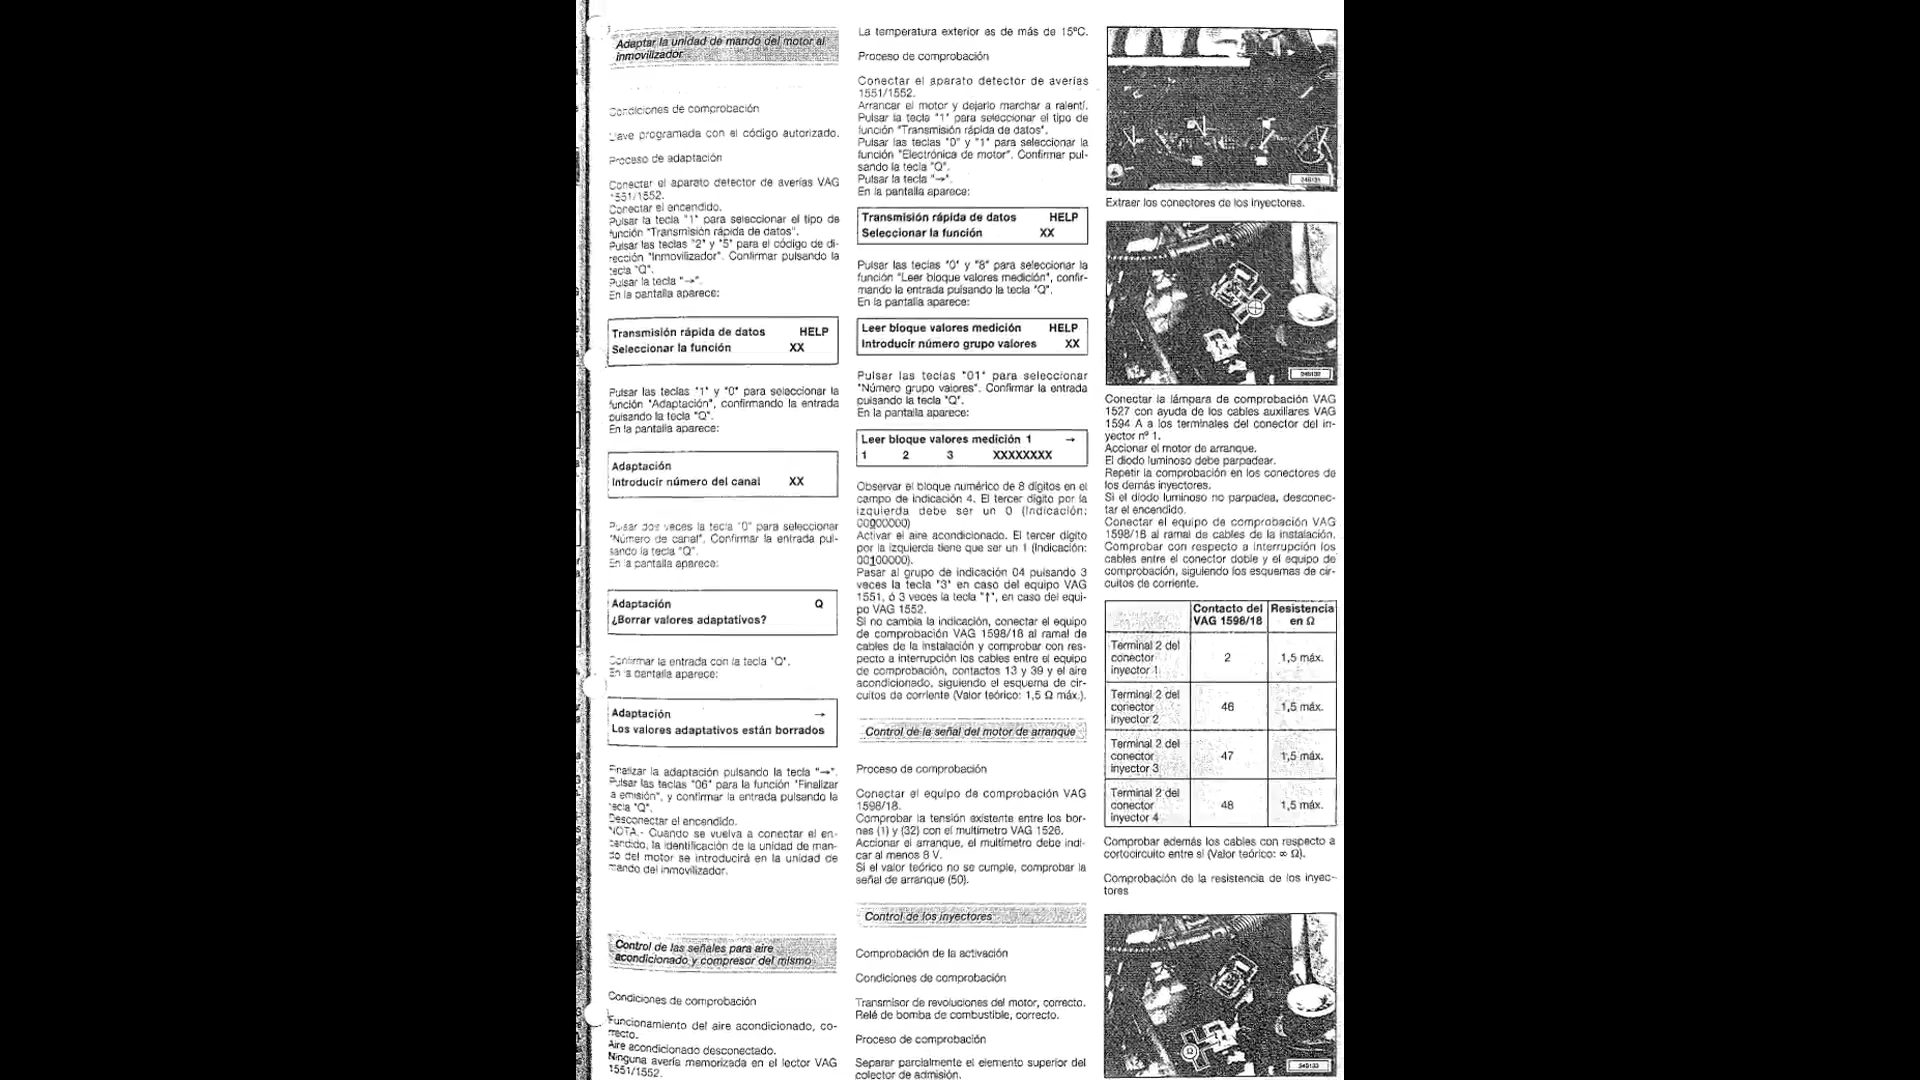 Adaptar la unidad de mando del motor al
inmovilizador
Condiciones de comprobación
Llave programada con el código autorizado.
Proceso de adaptación
Conectar el aparato detector de averías VAG
1551/1552.
Conectar el encendido.
Pulsar la tecla "1" para seleccionar el tipo de
función "Transmisión rápida de datos".
Pulsar las teclas "2" y "5" para el código de di-
rección "Inmovilizador". Confirmar pulsando la
tecla "Q".
Pulsar la tecla "→".
En la pantalla aparece:
Transmisión rápida de datos HELP
Seleccionar la función XX
Pulsar las teclas "1" y "0" para seleccionar la
función "Adaptación", confirmando la entrada
pulsando la tecla "Q".
En la pantalla aparece:
Adaptación
Introducir número del canal XX
Pulsar dos veces la tecla "0" para seleccionar
"Número de canal". Confirmar la entrada pul-
sando la tecla "Q".
En la pantalla aparece:
Adaptación Q
¿Borrar valores adaptativos?
Confirmar la entrada con la tecla "Q".
En la pantalla aparece:
Adaptación →
Los valores adaptativos están borrados
Finalizar la adaptación pulsando la tecla "→".
Pulsar las teclas "06" para la función "Finalizar
la emisión", y confirmar la entrada pulsando la
tecla "Q".
Desconectar el encendido.
NOTA.- Cuando se vuelva a conectar el en-
cendido, la identificación de la unidad de man-
do del motor se introducirá en la unidad de
mando del inmovilizador.
Control de las señales para aire
acondicionado y compresor del mismo
Condiciones de comprobación
Funcionamiento del aire acondicionado, co-
rrecto.
Aire acondicionado desconectado.
Ninguna avería memorizada en el lector VAG
1551/1552.
La temperatura exterior es de más de 15ºC.
Proceso de comprobación
Conectar el aparato detector de averías
1551/1552.
Arrancar el motor y dejarlo marchar a ralentí.
Pulsar la tecla "1" para seleccionar el tipo de
función "Transmisión rápida de datos".
Pulsar las teclas "0" y "1" para seleccionar la
función "Electrónica de motor". Confirmar pul-
sando la tecla "Q".
Pulsar la tecla "→".
En la pantalla aparece:
Transmisión rápida de datos HELP
Seleccionar la función XX
Pulsar las teclas "0" y "8" para seleccionar la
función "Leer bloque valores medición", confir-
mando la entrada pulsando la tecla "Q".
En la pantalla aparece:
Leer bloque valores medición HELP
Introducir número grupo valores XX
Pulsar las teclas "01" para seleccionar
"Número grupo valores". Confirmar la entrada
pulsando la tecla "Q".
En la pantalla aparece:
Leer bloque valores medición 1 →
1 2 3 XXXXXXXX
Observar el bloque numérico de 8 dígitos en el
campo de indicación 4. El tercer dígito por la
izquierda debe ser un 0 (Indicación:
00000000)
Activar el aire acondicionado. El tercer dígito
por la izquierda tiene que ser un 1 (Indicación:
00100000).
Pasar al grupo de indicación 04 pulsando 3
veces la tecla "3" en caso del equipo VAG
1551, ó 3 veces la tecla "↑", en caso del equi-
po VAG 1552.
Si no cambia la indicación, conectar el equipo
de comprobación VAG 1598/18 al ramal de
cables de la instalación y comprobar con res-
pecto a interrupción los cables entre el equipo
de comprobación, contactos 13 y 39 y el aire
acondicionado, siguiendo el esquema de cir-
cuitos de corriente (Valor teórico: 1,5 Ω máx.).
Control de la señal del motor de arranque
Proceso de comprobación
Conectar el equipo de comprobación VAG
1598/18.
Comprobar la tensión existente entre los bor-
nes (1) y (32) con el multímetro VAG 1526.
Accionar el arranque, el multímetro debe indi-
car al menos 8 V.
Si el valor teórico no se cumple, comprobar la
señal de arranque (50).
Control de los inyectores
Comprobación de la activación
Condiciones de comprobación
Transmisor de revoluciones del motor, correcto.
Relé de bomba de combustible, correcto.
Proceso de comprobación
Separar parcialmente el elemento superior del
colector de admisión.
Extraer los conectores de los inyectores.
Conectar la lámpara de comprobación VAG
1527 con ayuda de los cables auxiliares VAG
1594 A a los terminales del conector del in-
yector nº 1.
Accionar el motor de arranque.
El diodo luminoso debe parpadear.
Repetir la comprobación en los conectores de
los demás inyectores.
Si el diodo luminoso no parpadea, desconec-
tar el encendido.
Conectar el equipo de comprobación VAG
1598/18 al ramal de cables de la instalación.
Comprobar con respecto a interrupción los
cables entre el conector doble y el equipo de
comprobación, siguiendo los esquemas de cir-
cuitos de corriente.
Contacto del Resistencia
VAG 1598/18 en Ω
Terminal 2 del
conector
inyector 1 2 1,5 máx.
Terminal 2 del
conector
inyector 2 46 1,5 máx.
Terminal 2 del
conector
inyector 3 47 1,5 máx.
Terminal 2 del
conector
inyector 4 48 1,5 máx.
Comprobar además los cables con respecto a
cortocircuito entre sí (Valor teórico: ∞ Ω).
Comprobación de la resistencia de los inyec-
tores